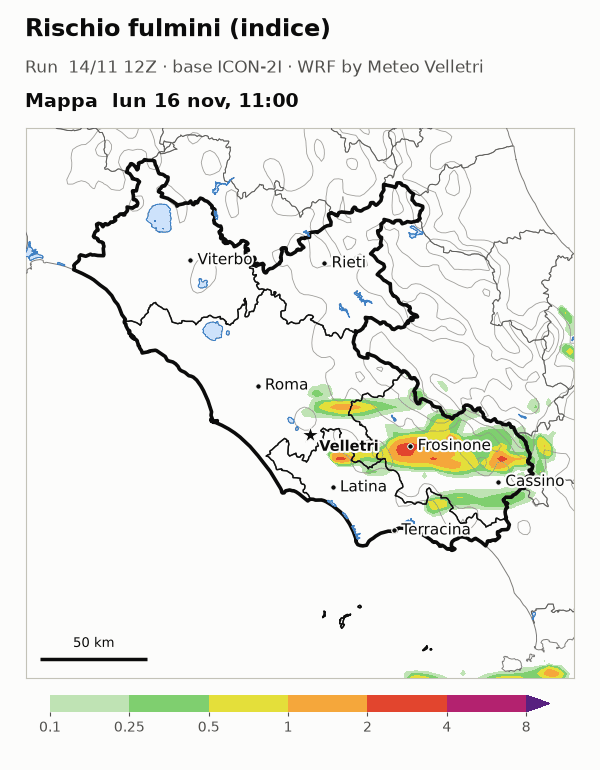 Rischio fulmini (indice)
Run 14/11 12Z · base ICON-2I · WRF by Meteo Velletri
Mappa lun 16 nov, 11:00
Viterbo
Rieti
Roma
Velletri
Frosinone
Latina
Cassino
Terracina
50 km
0.1 0.25 0.5 1 2 4 8